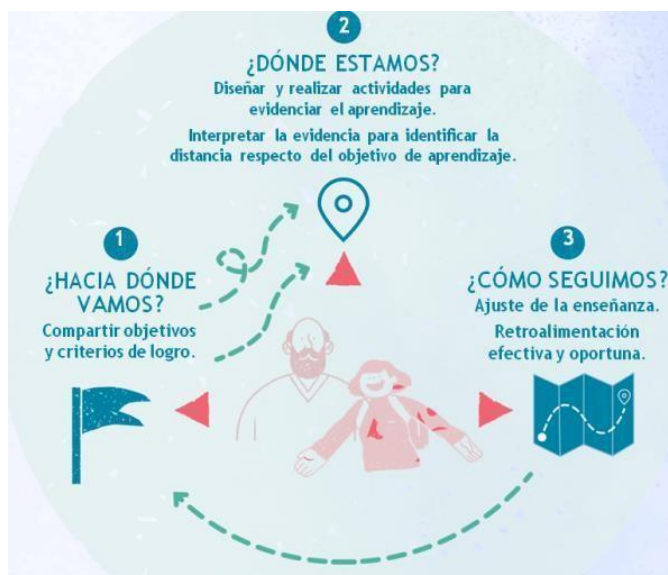 2
¿DÓNDE ESTAMOS?
Diseñar y realizar actividades para
evidenciar el aprendizaje.
Interpretar la evidencia para identificar la
distancia respecto del objetivo de aprendizaje.
1
¿HACIA DÓNDE
VAMOS?
Compartir objetivos
y criterios de logro.
3
¿CÓMO SEGUIMOS?
Ajuste de la enseñanza.
Retroalimentación
efectiva y oportuna.